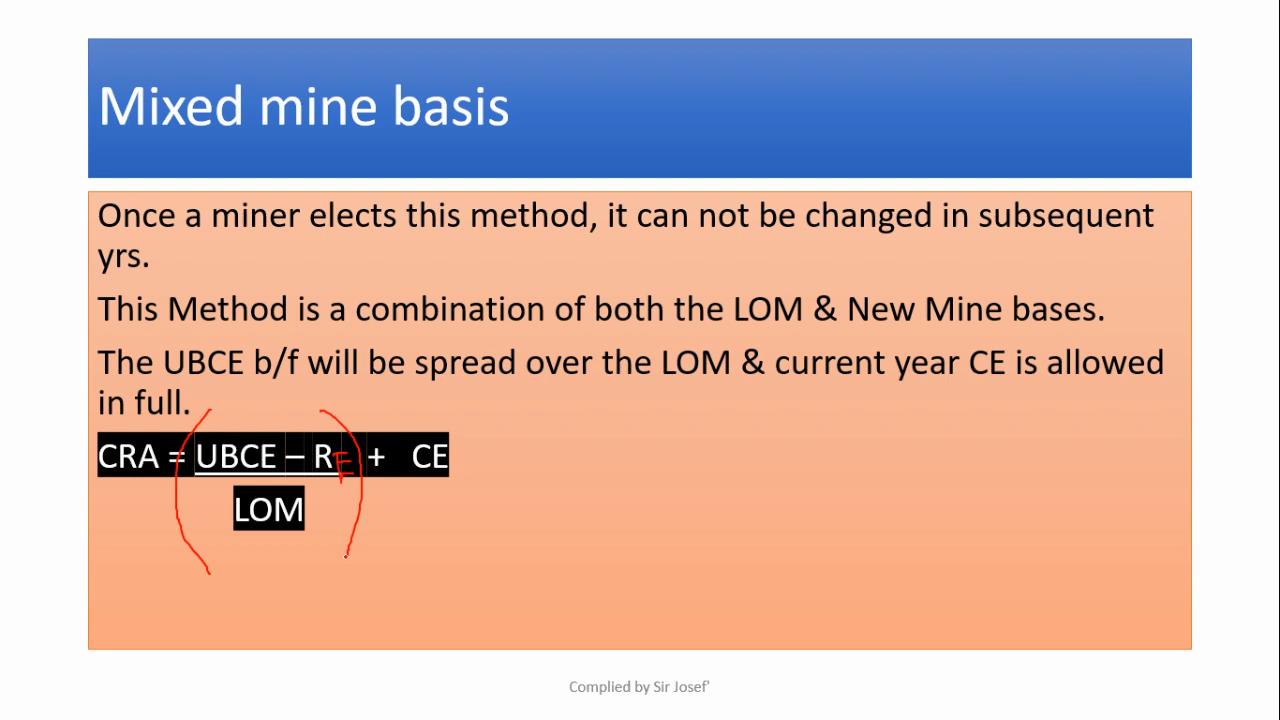 Mixed mine basis
Once a miner elects this method, it can not be changed in subsequent
yrs.
This Method is a combination of both the LOM & New Mine bases.
The UBCE b/f will be spread over the LOM & current year CE is allowed
in full.
CRA = (UBCE – RE) + CE
LOM
Complied by Sir Josef'